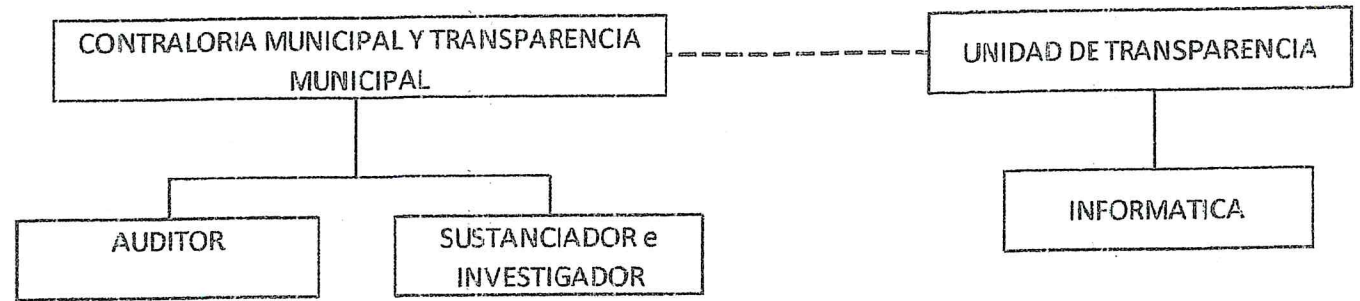 CONTRALORIA MUNICIPAL Y TRANSPARENCIA
MUNICIPAL
UNIDAD DE TRANSPARENCIA
AUDITOR
SUSTANCIADOR e
INVESTIGADOR
INFORMATICA